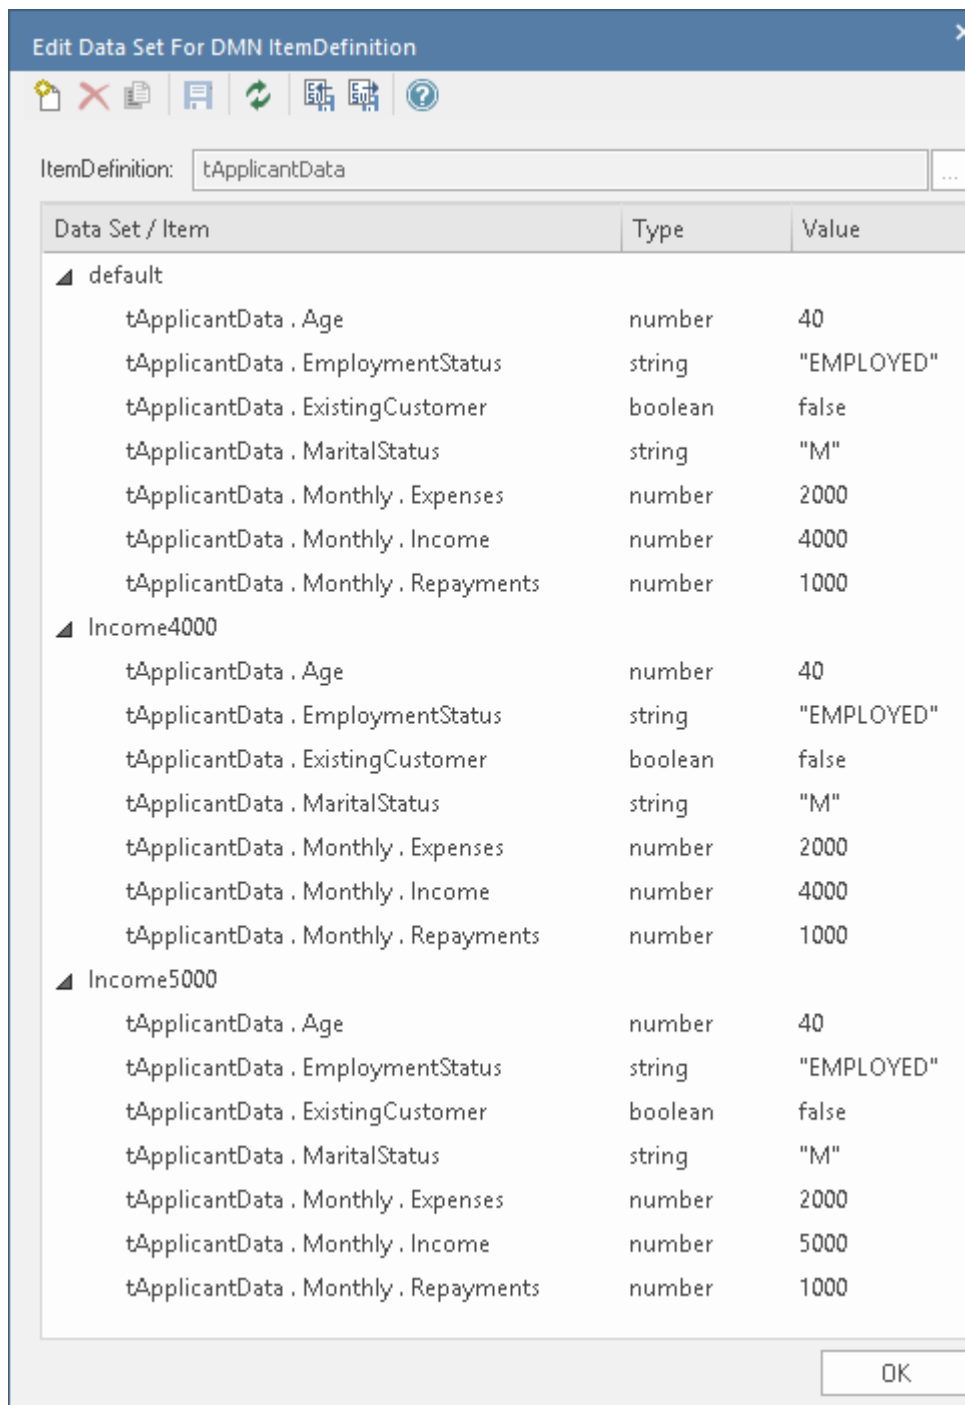 Edit Data Set For DMN ItemDefinition
ItemDefinition: tApplicantData ...
Data Set / Item Type Value
default
tApplicantData . Age number 40
tApplicantData . EmploymentStatus string "EMPLOYED"
tApplicantData . ExistingCustomer boolean false
tApplicantData . MaritalStatus string "M"
tApplicantData . Monthly . Expenses number 2000
tApplicantData . Monthly . Income number 4000
tApplicantData . Monthly . Repayments number 1000
Income4000
tApplicantData . Age number 40
tApplicantData . EmploymentStatus string "EMPLOYED"
tApplicantData . ExistingCustomer boolean false
tApplicantData . MaritalStatus string "M"
tApplicantData . Monthly . Expenses number 2000
tApplicantData . Monthly . Income number 4000
tApplicantData . Monthly . Repayments number 1000
Income5000
tApplicantData . Age number 40
tApplicantData . EmploymentStatus string "EMPLOYED"
tApplicantData . ExistingCustomer boolean false
tApplicantData . MaritalStatus string "M"
tApplicantData . Monthly . Expenses number 2000
tApplicantData . Monthly . Income number 5000
tApplicantData . Monthly . Repayments number 1000
OK